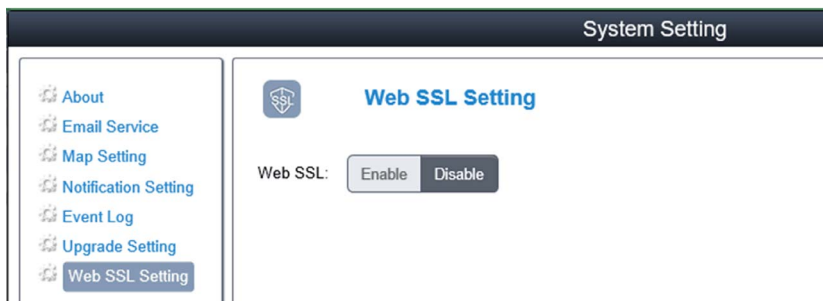 System Setting
About
Email Service
Map Setting
Notification Setting
Event Log
Upgrade Setting
Web SSL Setting
SSL
Web SSL Setting
Web SSL: Enable Disable